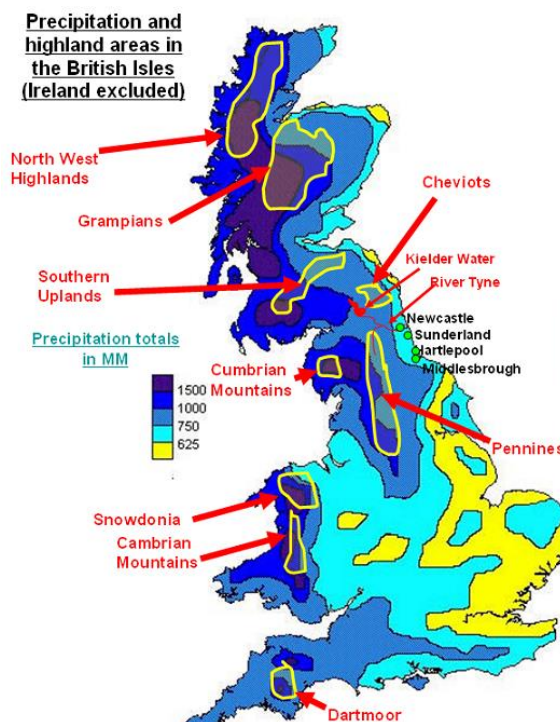 Precipitation and
highland areas in
the British Isles
(Ireland excluded)
North West
Highlands
Grampians
Cheviots
Kielder Water
River Tyne
Southern
Uplands
Newcastle
Sunderland
Hartlepool
Middlesbrough
Precipitation totals
in MM
1500
1000
750
625
Cumbrian
Mountains
Pennines
Snowdonia
Cambrian
Mountains
Dartmoor